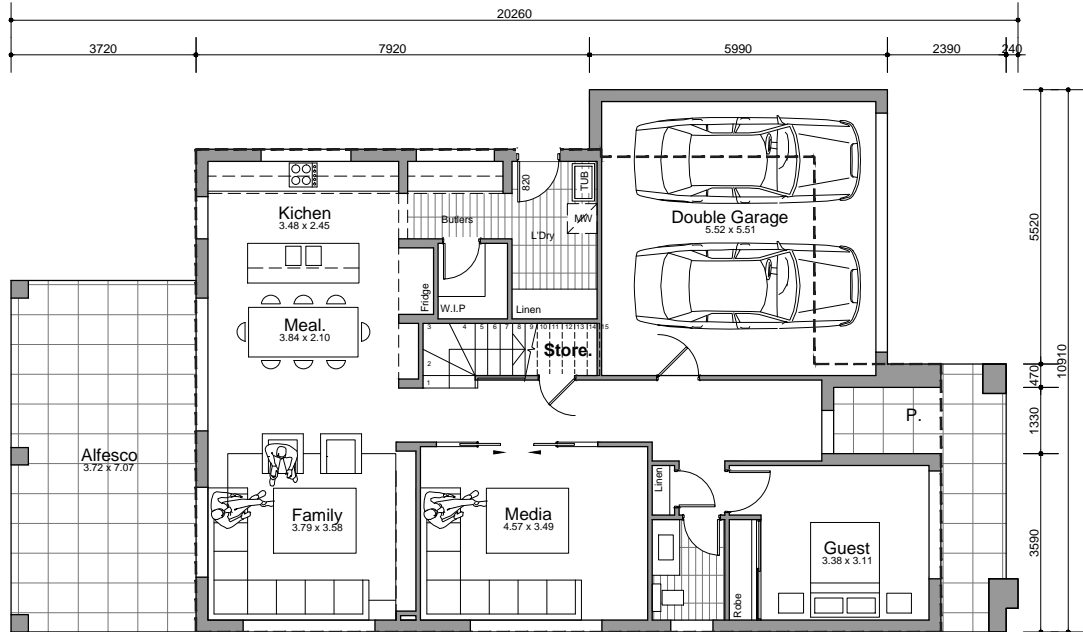 20260
3720
7920
5990
2390
240
820
TUB
Kichen
3.48 x 2.45
Butlers
MW
L'Dry
Double Garage
5.52 x 5.51
5520
10910
Fridge
W.I.P
Linen
Meal.
3.84 x 2.10
3 4 5 6 7 8 9 10 11 12 13 14 15
2
1
Store.
470
P.
1330
Alfesco
3.72 x 7.07
Linen
Family
3.79 x 3.58
Media
4.57 x 3.49
Guest
3.38 x 3.11
3590
Robe